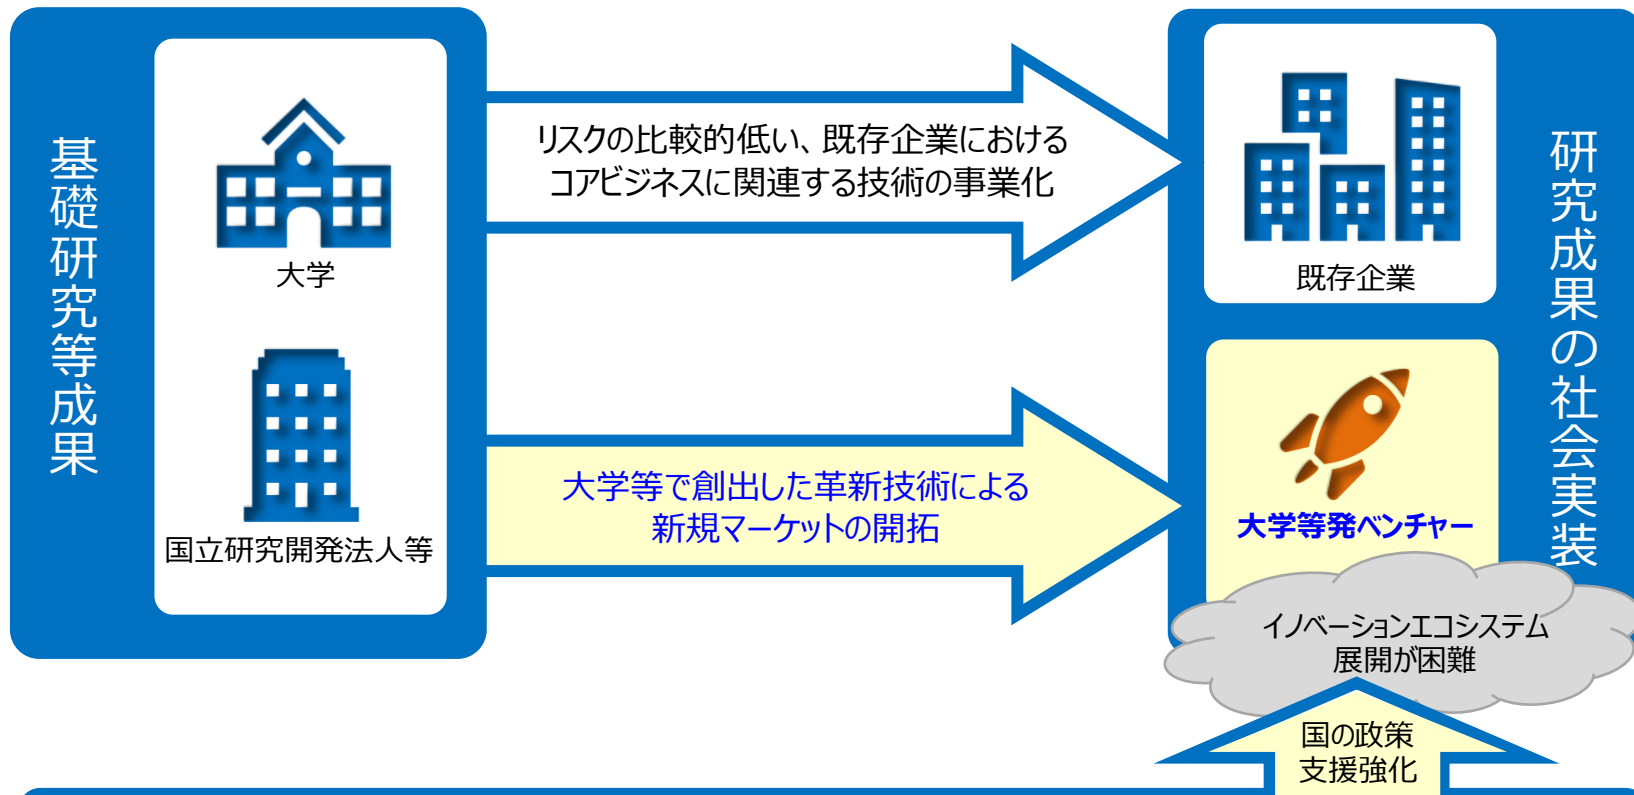 基礎研究等成果
大学
国立研究開発法人等
リスクの比較的低い、既存企業における
コアビジネスに関連する技術の事業化
大学等で創出した革新技術による
新規マーケットの開拓
既存企業
大学等発ベンチャー
研究成果の社会実装
イノベーションエコシステム
展開が困難
国の政策
支援強化